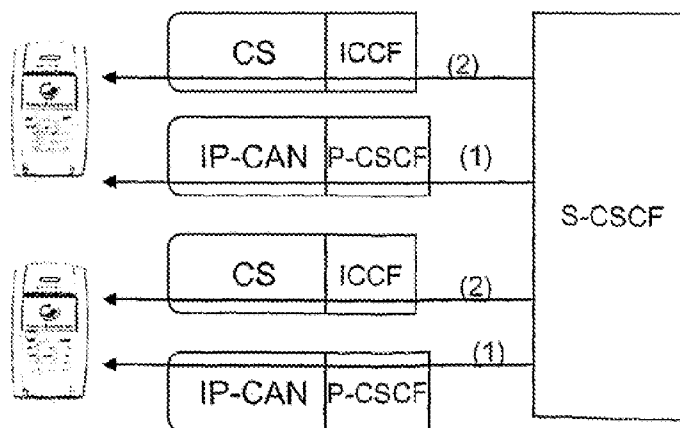 CS ICCF (2)
IP-CAN P-CSCF (1)
S-CSCF
CS ICCF (2)
(1)
IP-CAN P-CSCF